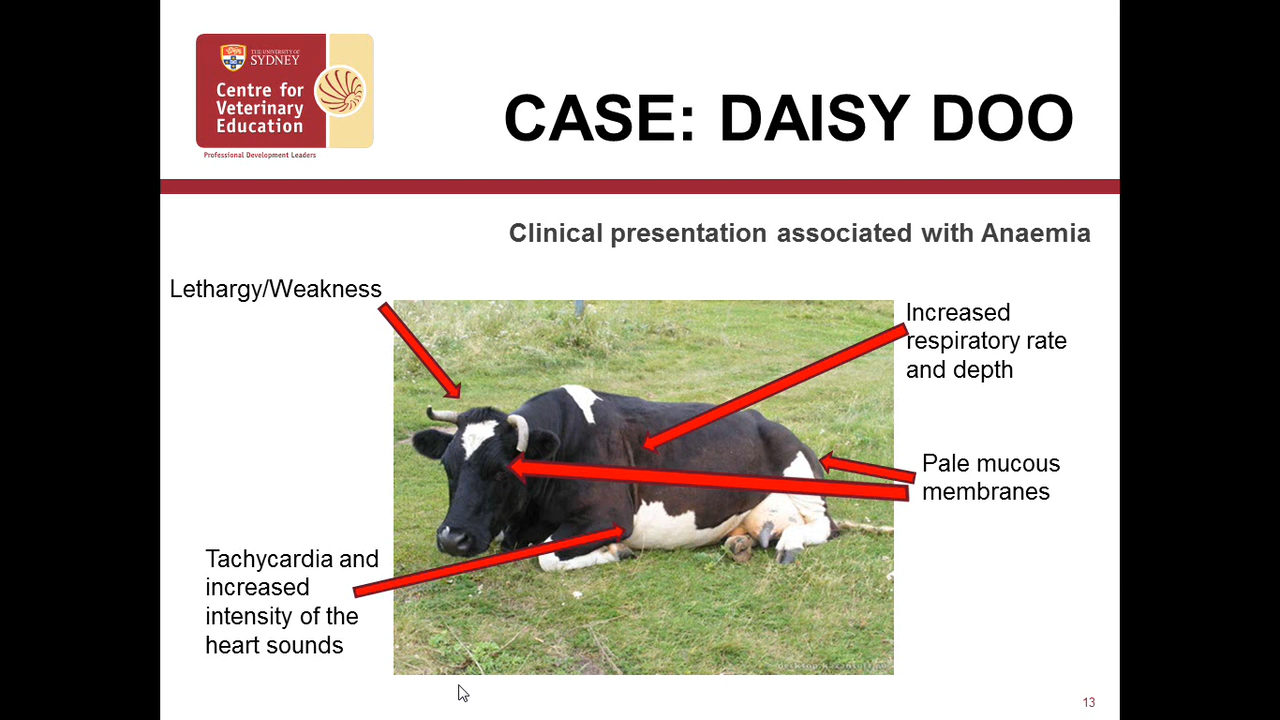 THE UNIVERSITY OF
SYDNEY
Centre for
Veterinary
Education
Professional Development Leaders
CASE: DAISY DOO
Clinical presentation associated with Anaemia
Lethargy/Weakness
Increased
respiratory rate
and depth
Pale mucous
membranes
Tachycardia and
increased
intensity of the
heart sounds
13